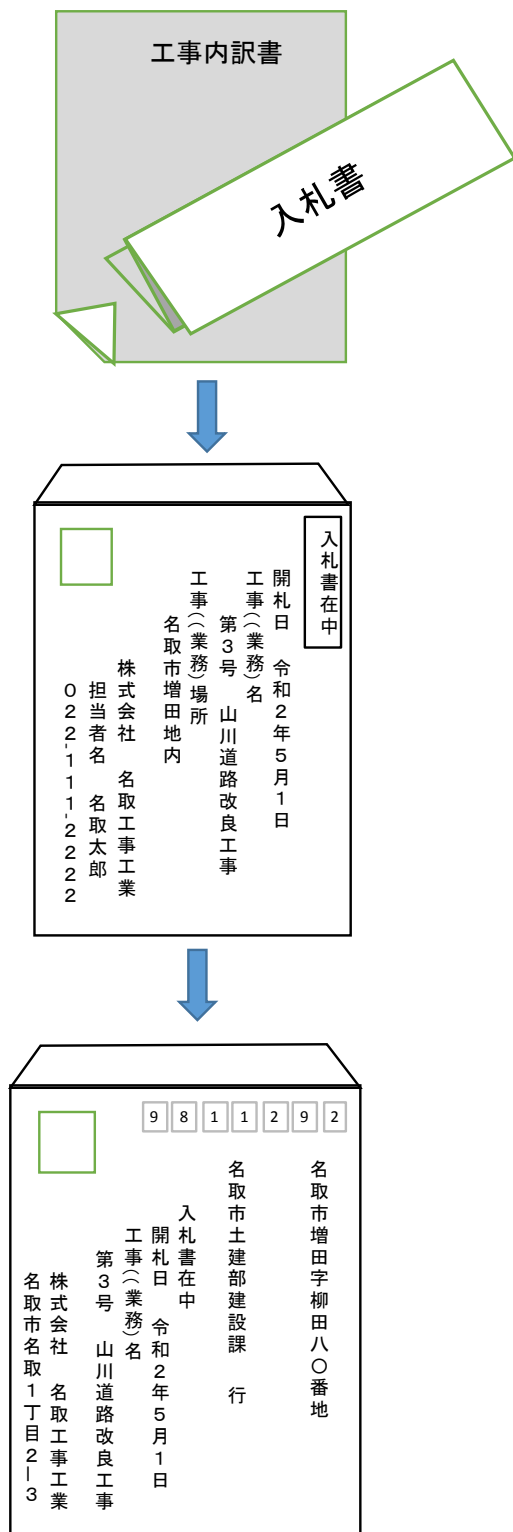 工事内訳書
入札書
入札書在中
開札日　令和２年５月１日
工事(（業務)名
第３号　山川道路改良工事
工事(（業務)場所
名取市増田地内
株式会社　名取工事工業
担当者名　名取太郎
０２２-１１１-２２２２
9 8 1 1 2 9 2
名取市増田字柳田八〇番地
名取市土建部建設課　行
入札書在中
開札日　令和２年５月１日
工事(（業務)名
第３号　山川道路改良工事
株式会社　名取工事工業
名取市名取１丁目２―３